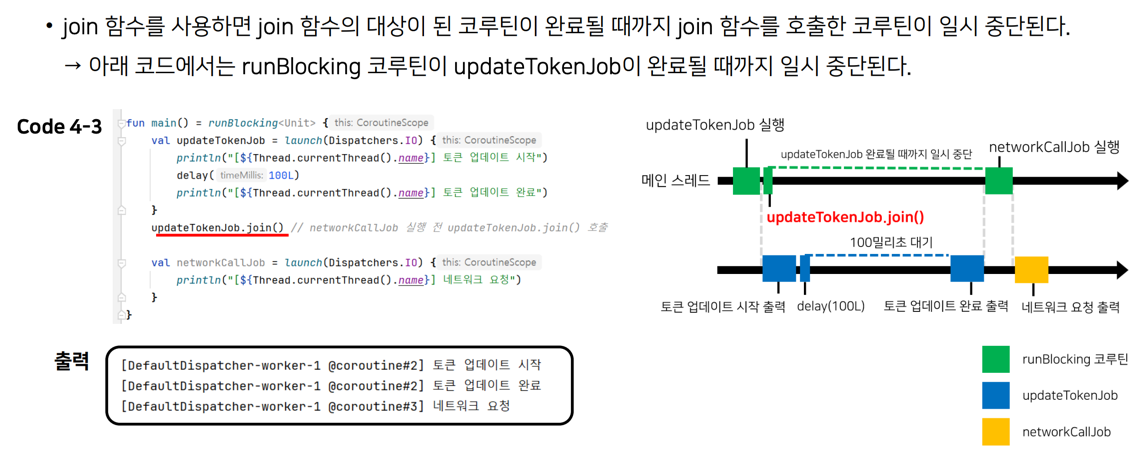 • join 함수를 사용하면 join 함수의 대상이 된 코루틴이 완료될 때까지 join 함수를 호출한 코루틴이 일시 중단된다.
→ 아래 코드에서는 runBlocking 코루틴이 updateTokenJob이 완료될 때까지 일시 중단된다.
Code 4-3
fun main() = runBlocking<Unit> { this: CoroutineScope
    val updateTokenJob = launch(Dispatchers.IO) { this: CoroutineScope
        println("[${Thread.currentThread().name}] 토큰 업데이트 시작")
        delay( timeMillis: 100L)
        println("[${Thread.currentThread().name}] 토큰 업데이트 완료")
    }
    updateTokenJob.join() // networkCallJob 실행 전 updateTokenJob.join() 호출
    val networkCallJob = launch(Dispatchers.IO) { this: CoroutineScope
        println("[${Thread.currentThread().name}] 네트워크 요청")
    }
}
출력
[DefaultDispatcher-worker-1 @coroutine#2] 토큰 업데이트 시작
[DefaultDispatcher-worker-1 @coroutine#2] 토큰 업데이트 완료
[DefaultDispatcher-worker-1 @coroutine#3] 네트워크 요청
updateTokenJob 실행
networkCallJob 실행
updateTokenJob 완료될 때까지 일시 중단
메인 스레드
updateTokenJob.join()
100밀리초 대기
토큰 업데이트 시작 출력
delay(100L)
토큰 업데이트 완료 출력
네트워크 요청 출력
runBlocking 코루틴
updateTokenJob
networkCallJob